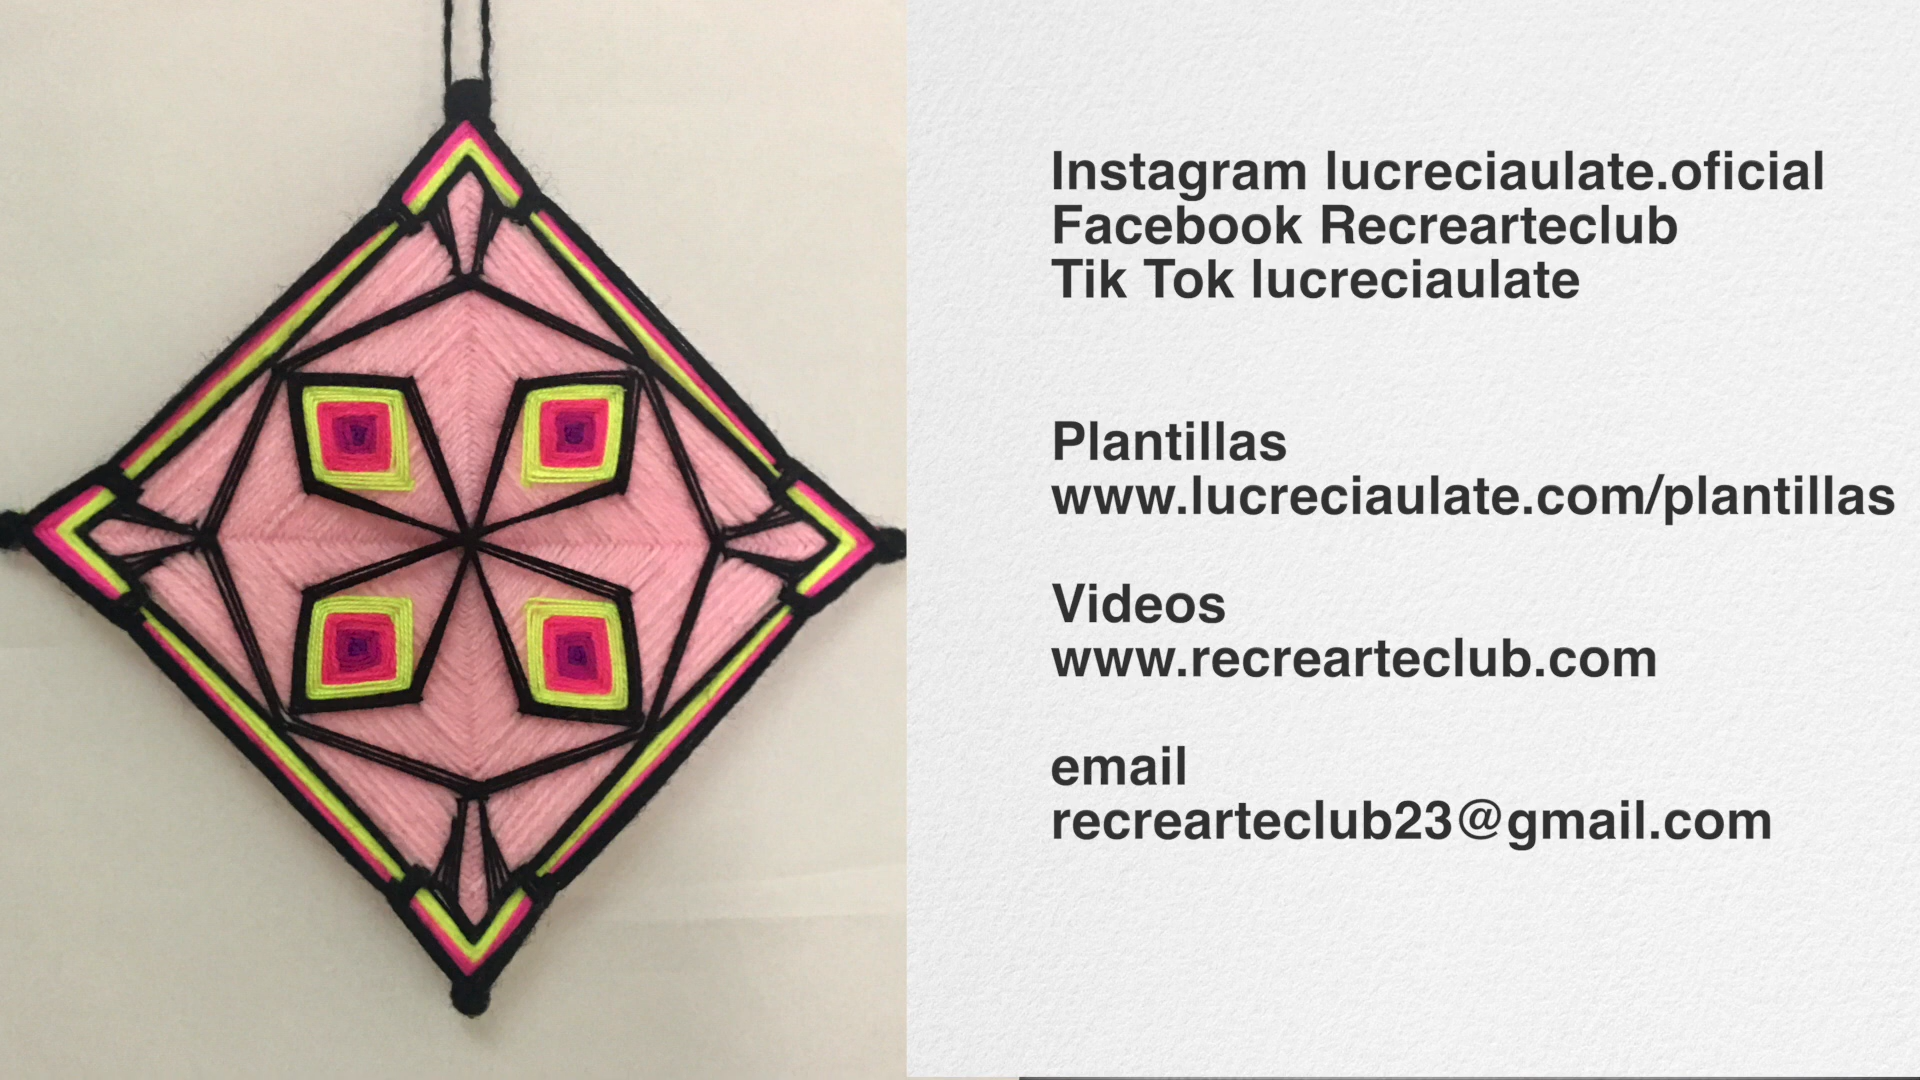 Instagram lucreciaulate.oficial
Facebook Recrearteclub
Tik Tok lucreciaulate
Plantillas
www.lucreciaulate.com/plantillas
Videos
www.recrearteclub.com
email
recrearteclub23@gmail.com